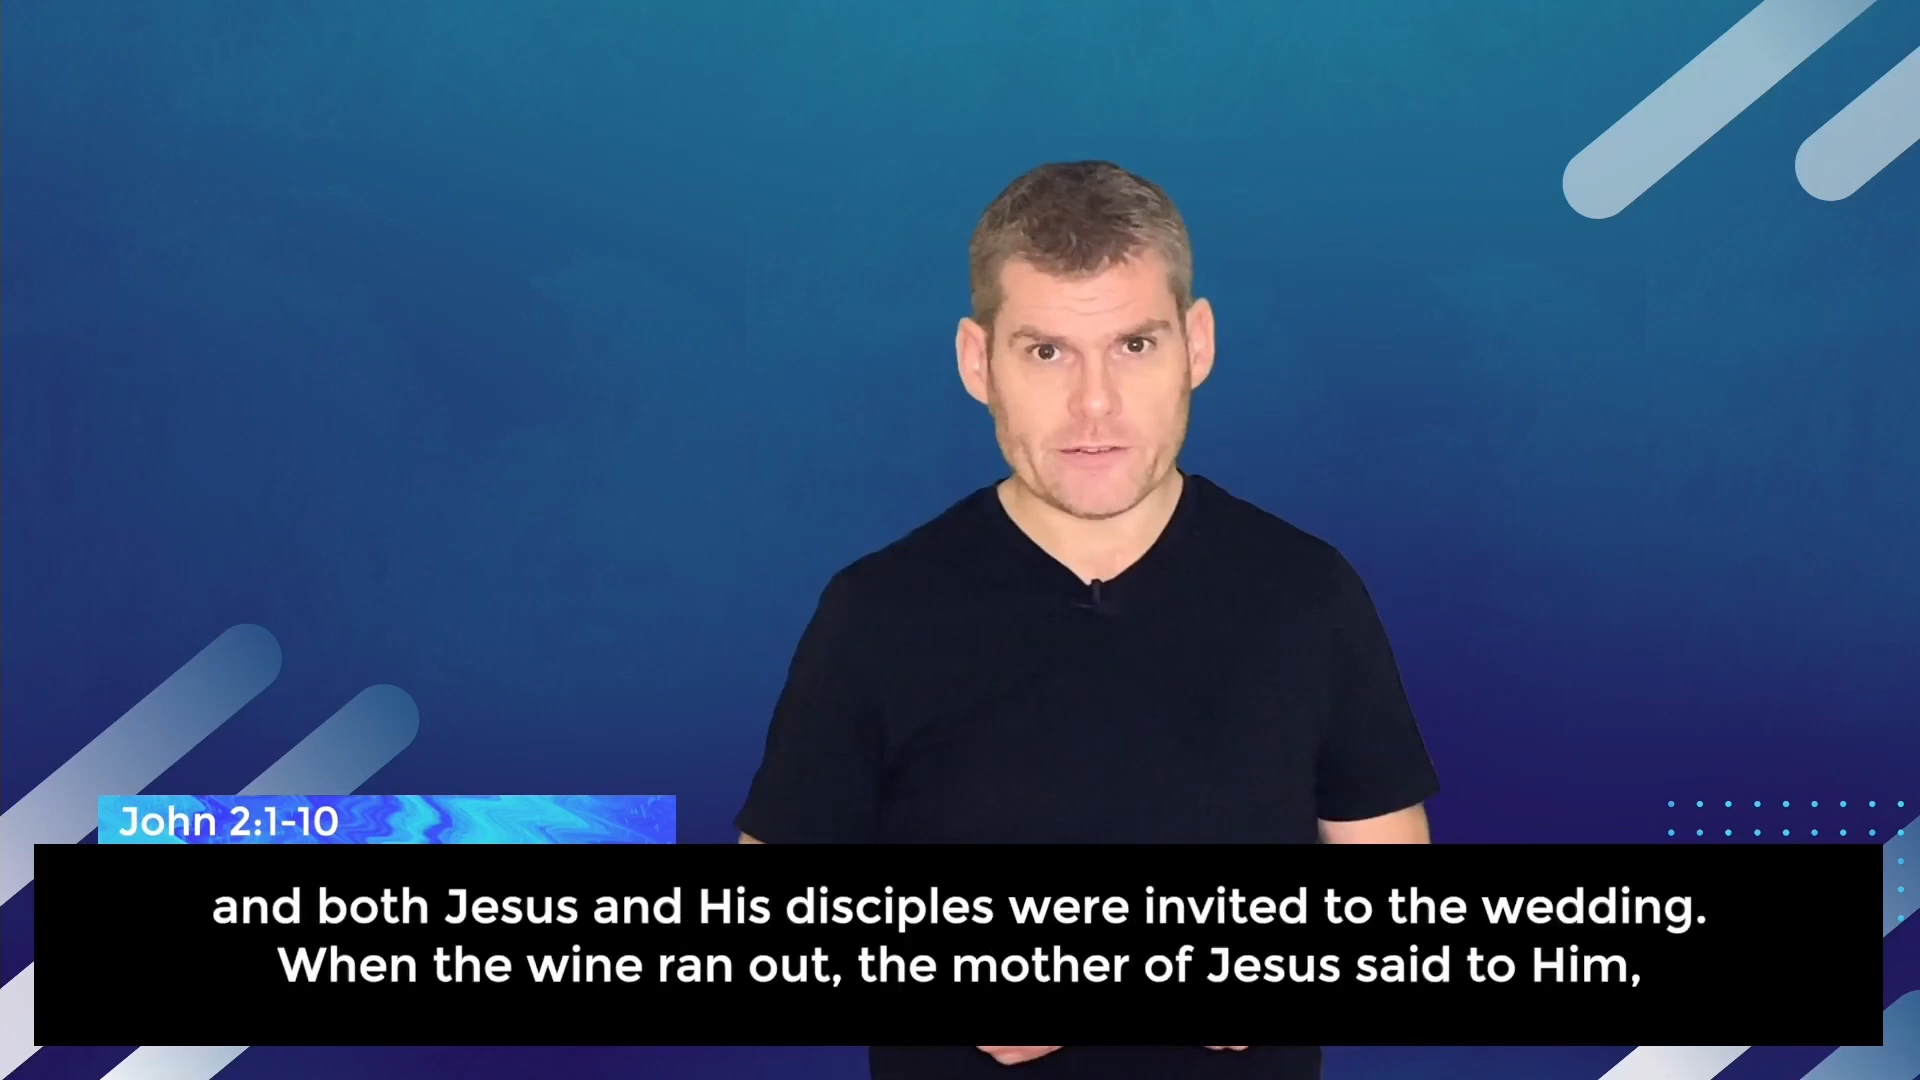 John 2:1-10
and both Jesus and His disciples were invited to the wedding.
When the wine ran out, the mother of Jesus said to Him,